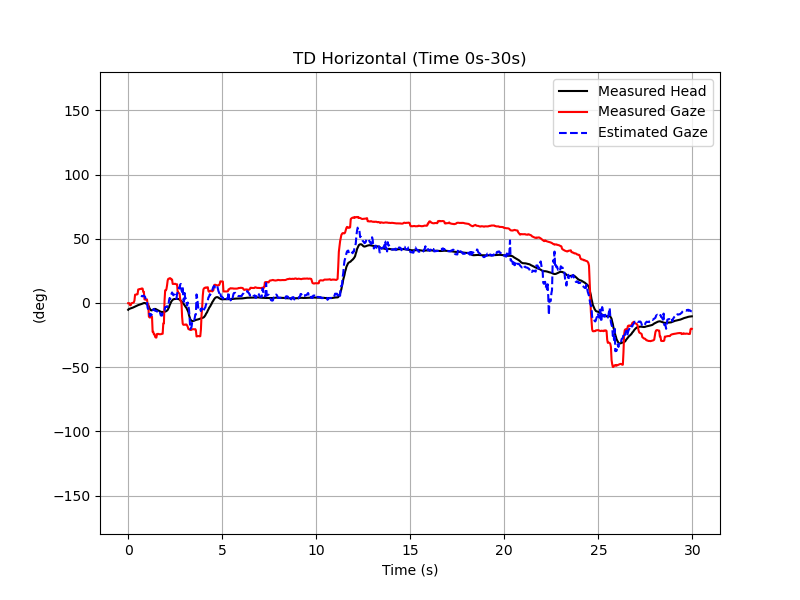 TD Horizontal (Time 0s-30s)
Measured Head
Measured Gaze
Estimated Gaze
150
100
50
0
−50
−100
−150
(deg)
0 5 10 15 20 25 30
Time (s)